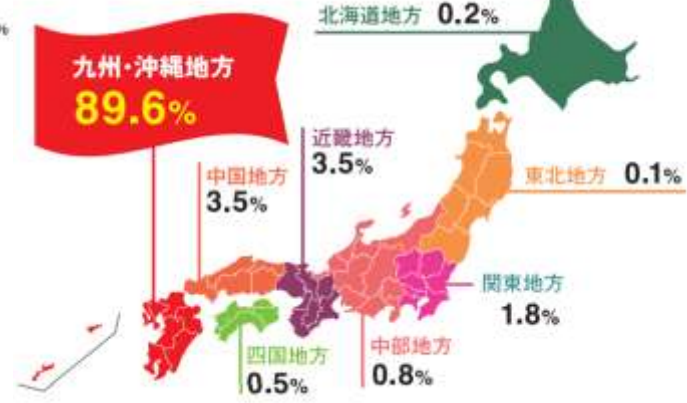 %
北海道地方 0.2%
九州・沖縄地方
89.6%
近畿地方
3.5%
中国地方
3.5%
東北地方 0.1%
関東地方
1.8%
中部地方
0.8%
四国地方
0.5%